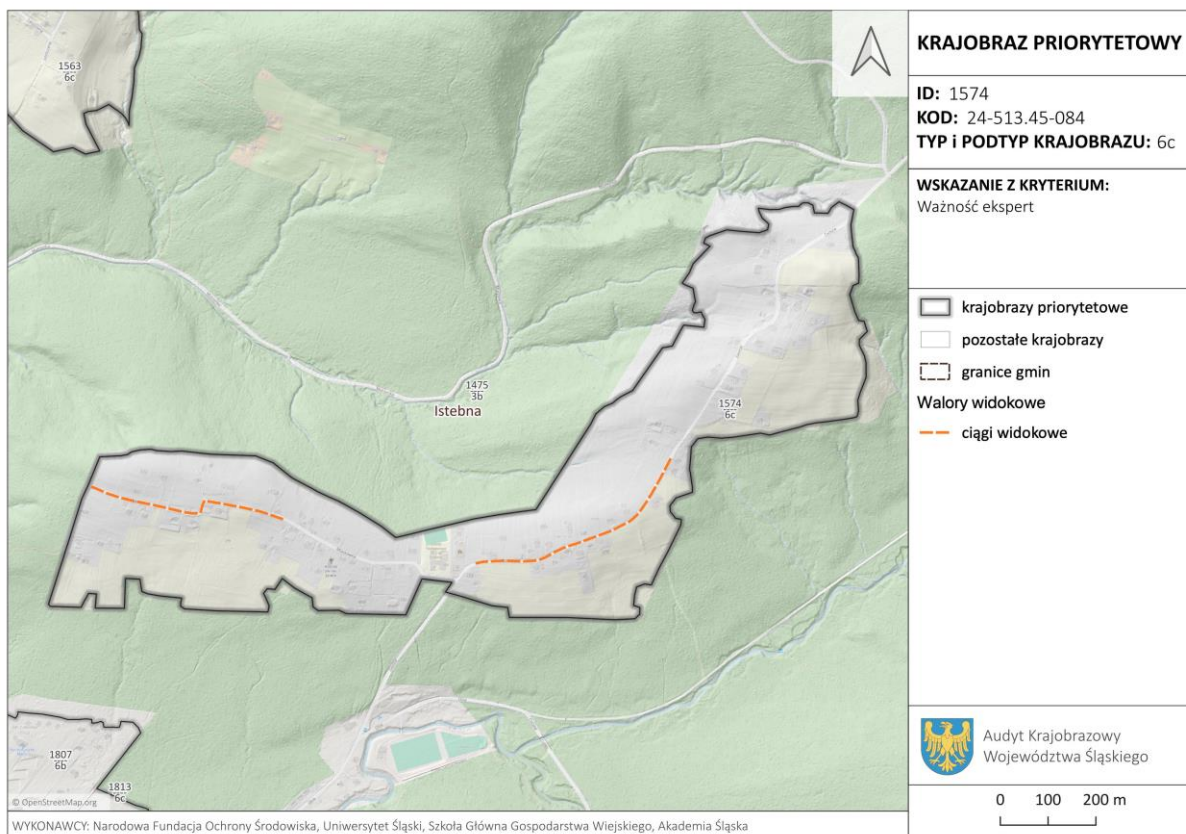 1563
6c
1475
3b
Istebna
1574
6c
1807
6b
1813
6c
© OpenStreetMap.org
KRAJOBRAZ PRIORYTETOWY
ID: 1574
KOD: 24-513.45-084
TYP i PODTYP KRAJOBRAZU: 6c
WSKAZANIE Z KRYTERIUM:
Ważność ekspert
krajobrazy priorytetowe
pozostałe krajobrazy
granice gmin
Walory widokowe
ciągi widokowe
Audyt Krajobrazowy
Województwa Śląskiego
0 100 200 m
WYKONAWCY: Narodowa Fundacja Ochrony Środowiska, Uniwersytet Śląski, Szkoła Główna Gospodarstwa Wiejskiego, Akademia Śląska